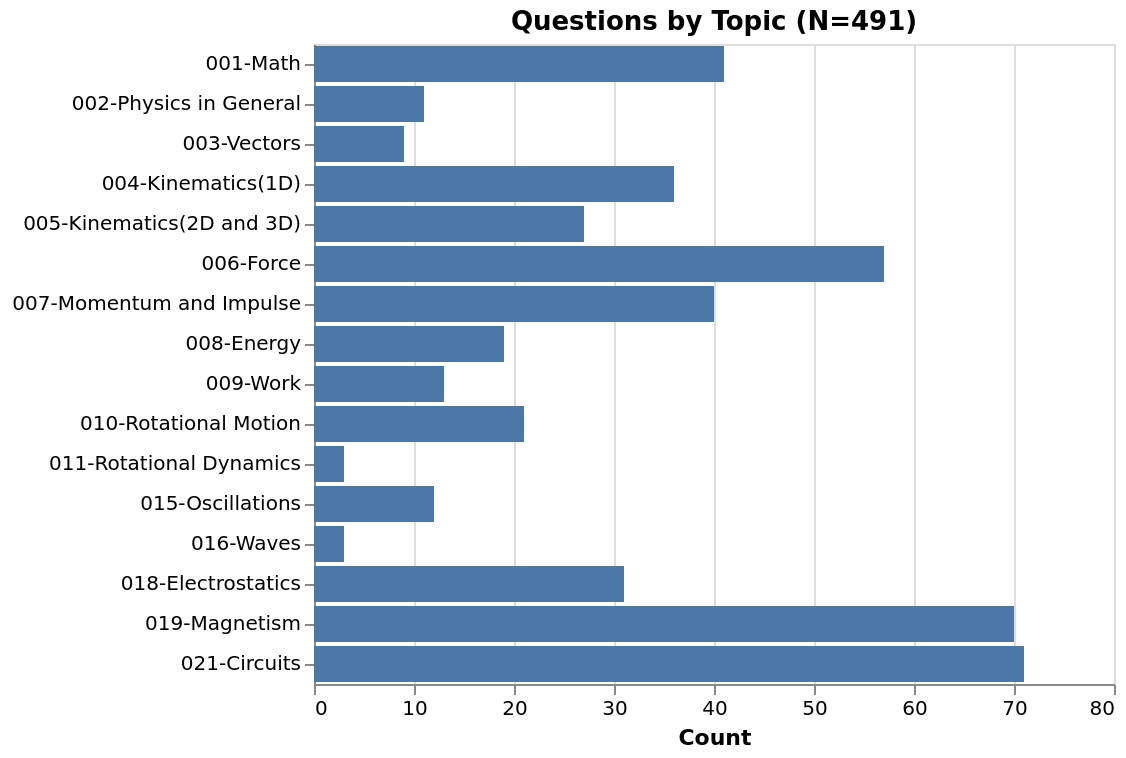 Questions by Topic (N=491)
001-Math
002-Physics in General
003-Vectors
004-Kinematics(1D)
005-Kinematics(2D and 3D)
006-Force
007-Momentum and Impulse
008-Energy
009-Work
010-Rotational Motion
011-Rotational Dynamics
015-Oscillations
016-Waves
018-Electrostatics
019-Magnetism
021-Circuits
0 10 20 30 40 50 60 70 80
Count